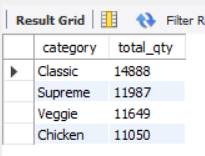 Result Grid Filter R
category total_qty
Classic 14888
Supreme 11987
Veggie 11649
Chicken 11050